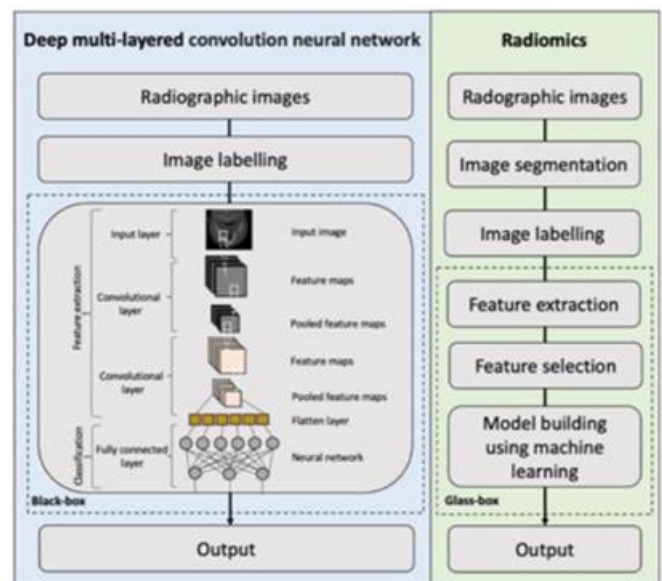 Deep multi-layered convolution neural network
Radiographic images
Image labelling
Feature extraction
Input layer
Input image
Convolutional
layer
Feature maps
Pooled feature maps
Convolutional
layer
Feature maps
Pooled feature maps
Flatten layer
Classification
Fully connected
layer
Neural network
Black-box
Output
Radiomics
Radographic images
Image segmentation
Image labelling
Feature extraction
Feature selection
Model building
using machine
learning
Glass-box
Output